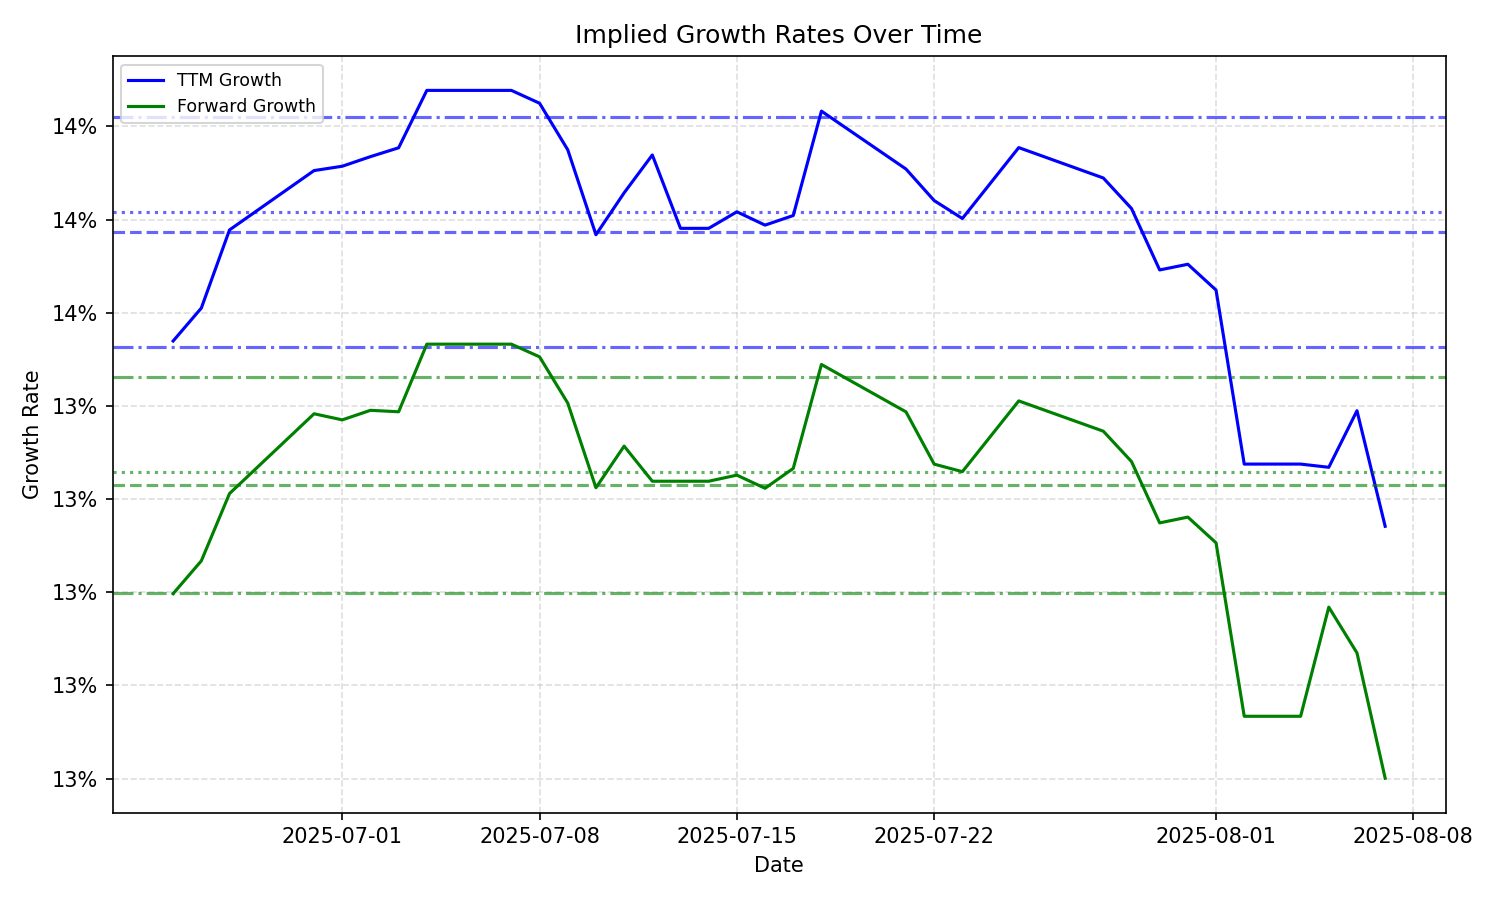 Implied Growth Rates Over Time
TTM Growth
Forward Growth
14%
14%
14%
13%
13%
13%
13%
13%
Growth Rate
2025-07-01
2025-07-08
2025-07-15
2025-07-22
2025-08-01
2025-08-08
Date